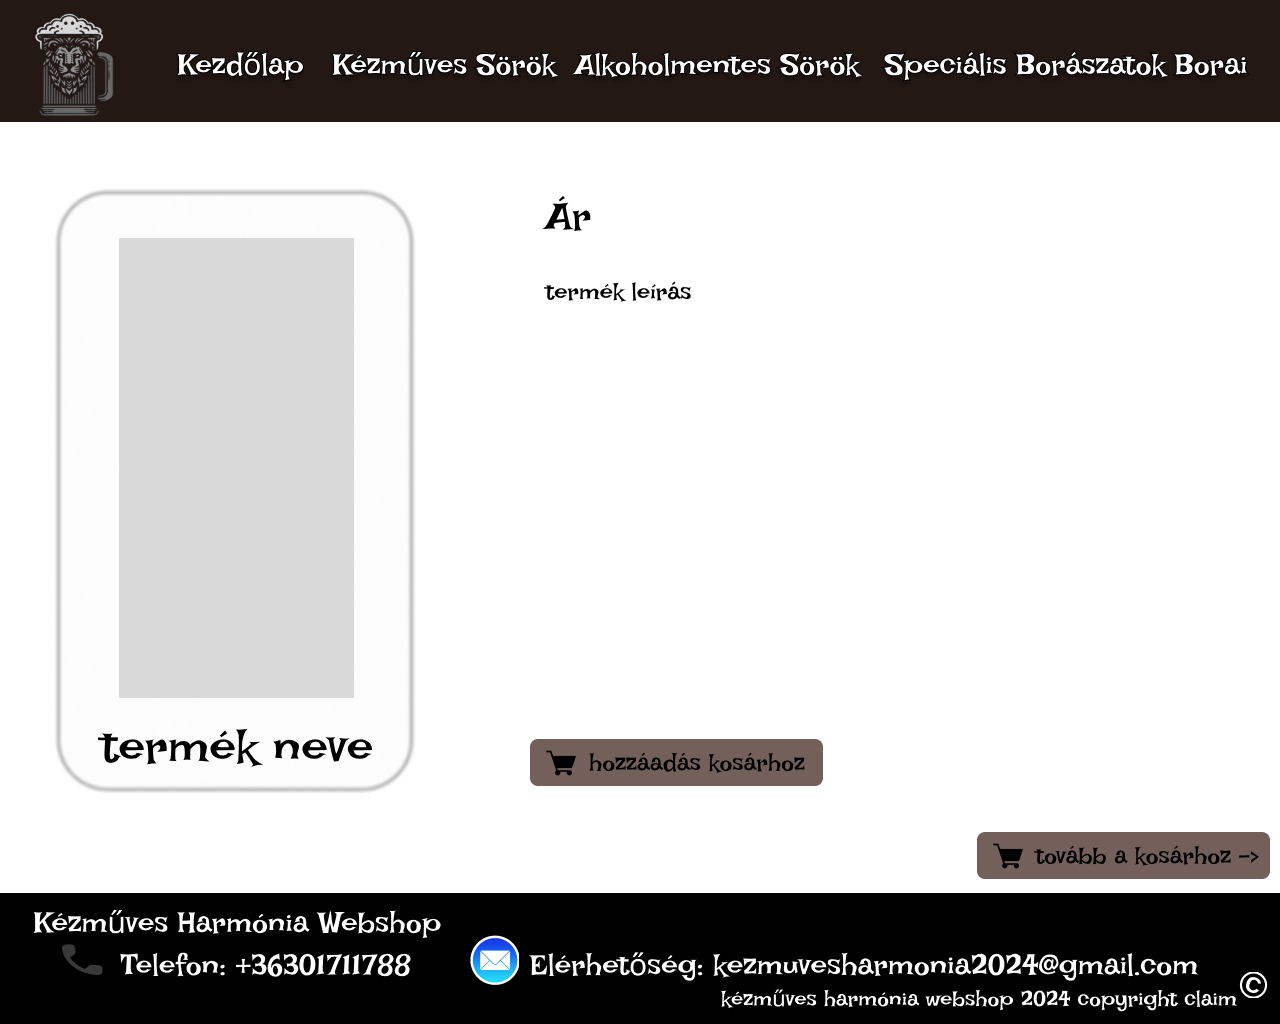 Kezdőlap Kézműves Sörök Alkoholmentes Sörök Speciális Borászatok Borai
Ár
termék leírás
termék neve
hozzáadás kosárhoz
tovább a kosárhoz ->
Kézműves Harmónia Webshop
Telefon: +36301711788 Elérhetőség: kezmuvesharmonia2024@gmail.com
kézműves harmónia webshop 2024 copyright claim ©